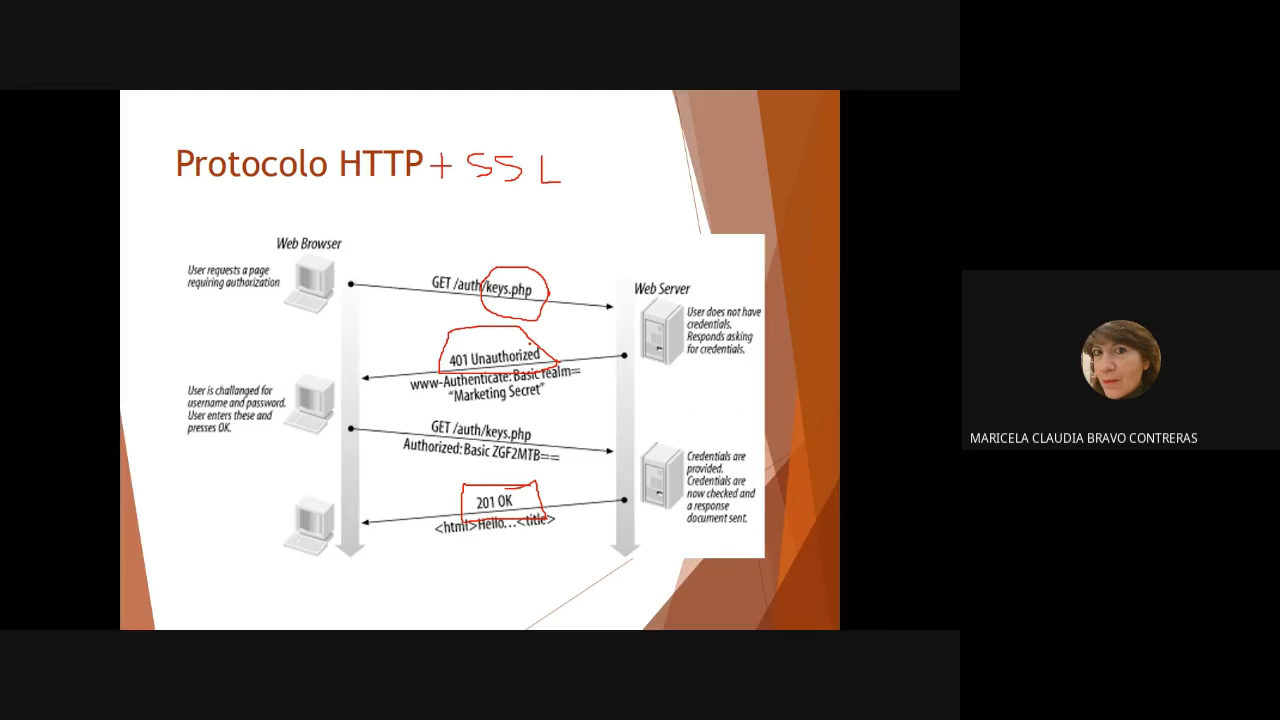 Protocolo HTTP + SSL
Web Browser
User requests a page
requiring authorization
GET /auth/keys.php
Web Server
User does not have
credentials.
Responds asking
for credentials.
401 Unauthorized
www-Authenticate: Basic realm=
"Marketing Secret"
User is challanged for
username and password.
User enters these and
presses OK.
GET /auth/keys.php
Authorized: Basic ZGF2MTB==
Credentials are
provided.
Credentials are
now checked and
a response
document sent.
201 OK
<html>Hello...<title>
MARICELA CLAUDIA BRAVO CONTRERAS